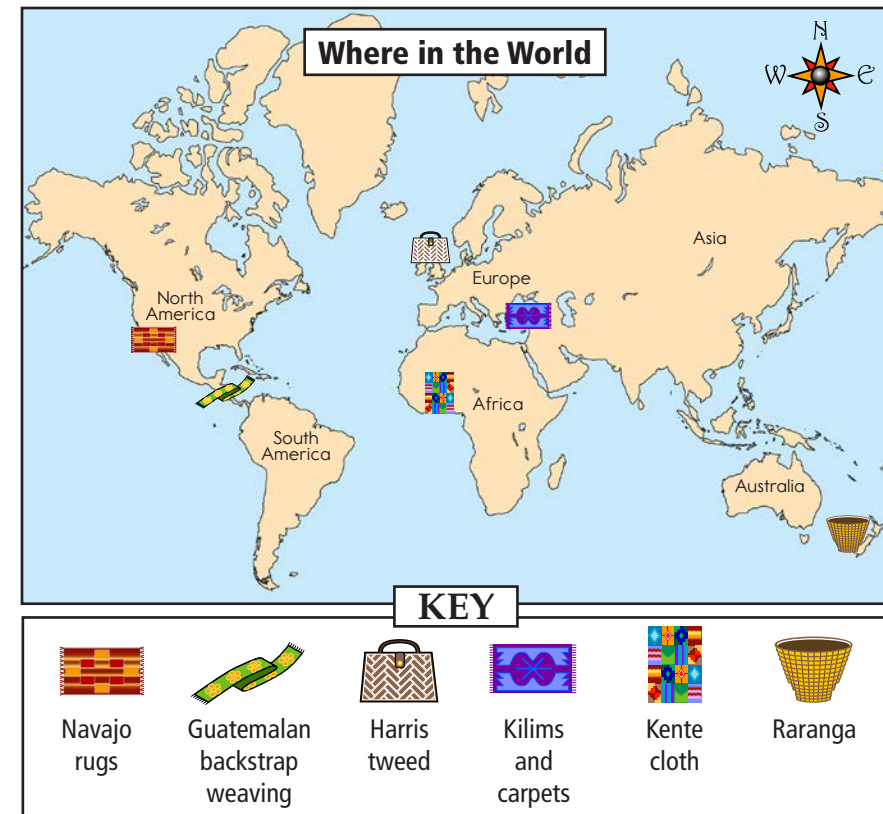 Where in the World
N
W
E
S
Asia
Europe
North
America
Africa
South
America
Australia
KEY
Navajo
rugs
Guatemalan
backstrap
weaving
Harris
tweed
Kilims
and
carpets
Kente
cloth
Raranga